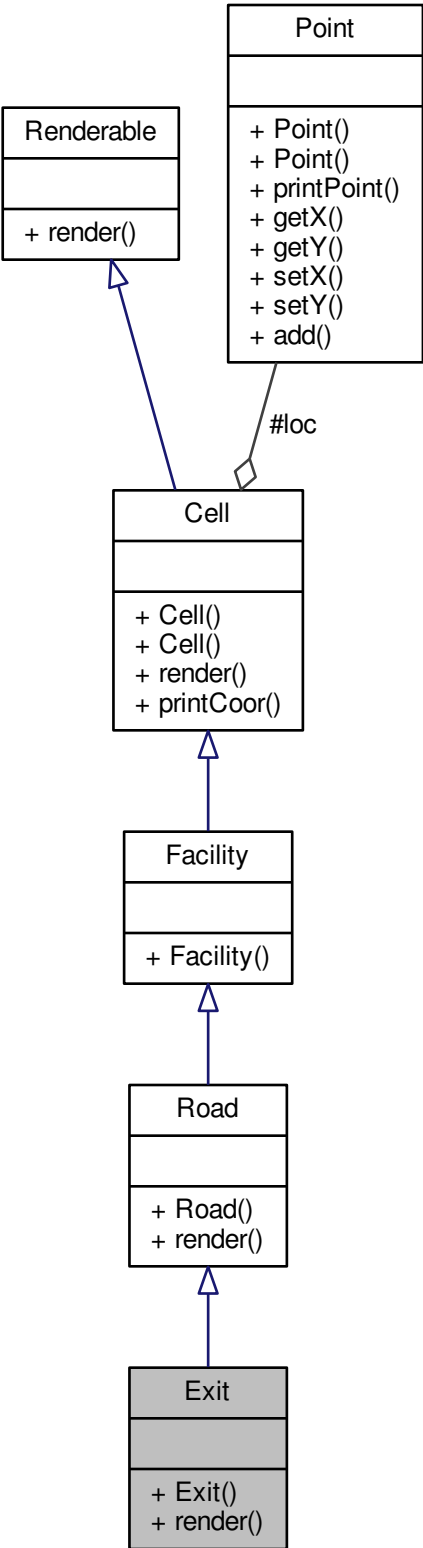 Point
+ Point()
+ Point()
+ printPoint()
+ getX()
+ getY()
+ setX()
+ setY()
+ add()
Renderable
+ render()
#loc
Cell
+ Cell()
+ Cell()
+ render()
+ printCoor()
Facility
+ Facility()
Road
+ Road()
+ render()
Exit
+ Exit()
+ render()